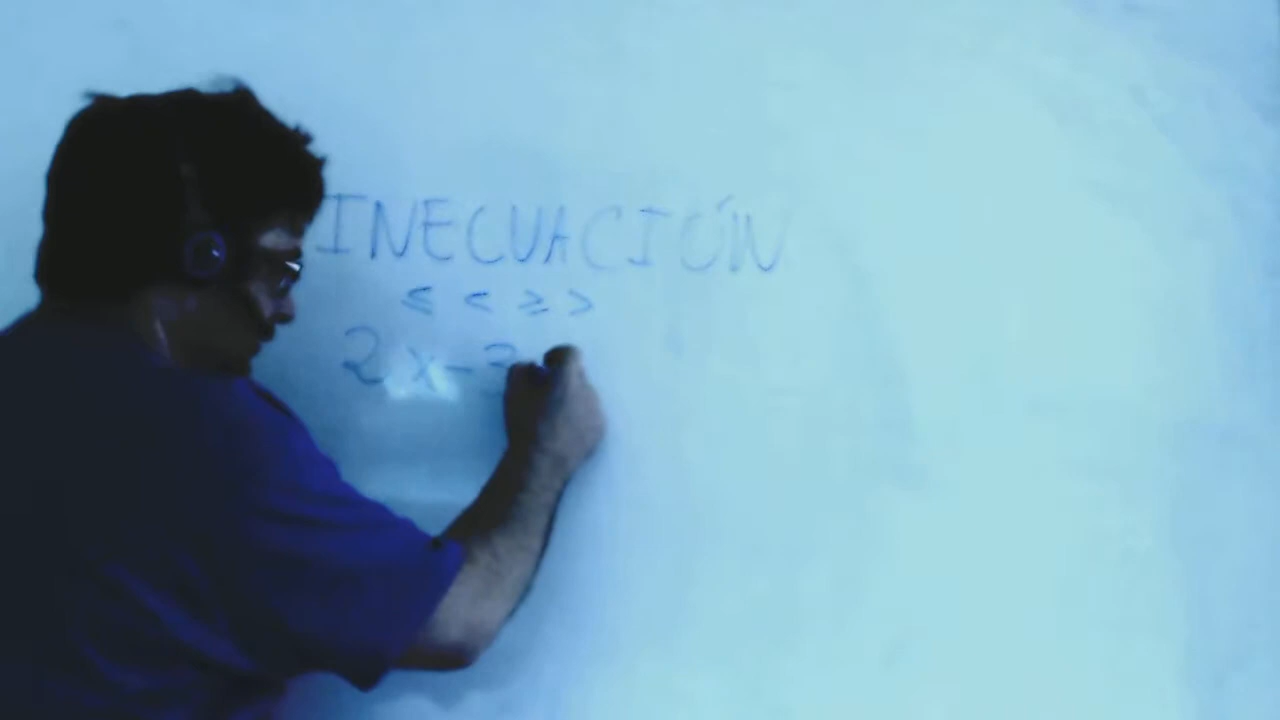 INECUACIÓN
≤ < ≥ >
2x-3